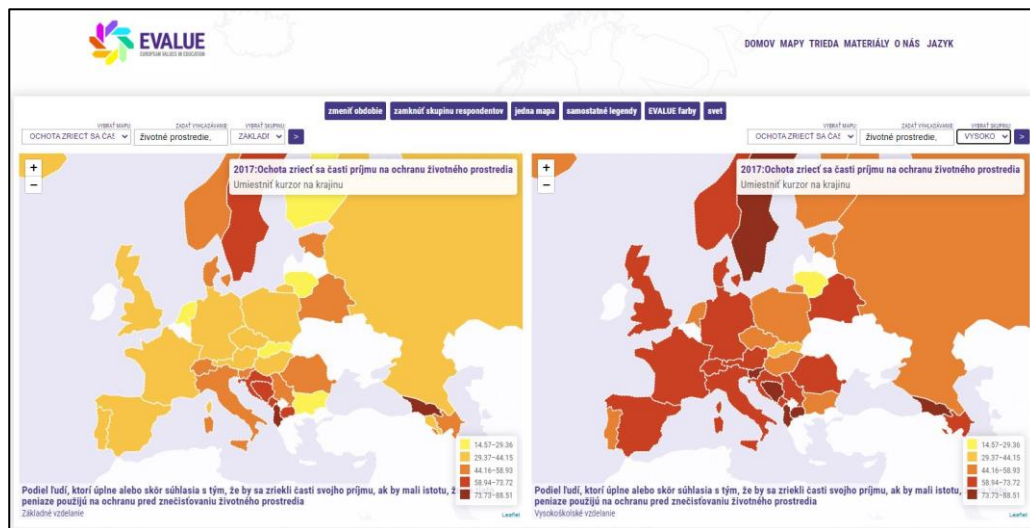 EVALUE
EUROPEAN VALUES IN EDUCATION
DOMOV MAPY TRIEDA MATERIÁLY O NÁS JAZYK
zmeniť obdobie zamknúť skupinu respondentov jedna mapa samostatné legendy EVALUE farby svet
VYBRAŤ MAPU ZADAŤ VYHĽADÁVANIE VYBRAŤ SKUPINU
OCHOTA ZRIECŤ SA ČAS životné prostredie, ZÁKLADN >
VYBRAŤ MAPU ZADAŤ VYHĽADÁVANIE VYBRAŤ SKUPINU
OCHOTA ZRIECŤ SA ČAS životné prostredie, VYSOKO >
+
−
2017:Ochota zriecť sa časti príjmu na ochranu životného prostredia
Umiestniť kurzor na krajinu
14.57–29.36
29.37–44.15
44.16–58.93
58.94–73.72
73.73–88.51
Podiel ľudí, ktorí úplne alebo skôr súhlasia s tým, že by sa zriekli časti svojho príjmu, ak by mali istotu, ž
peniaze použijú na ochranu pred znečisťovaniu životného prostredia
Základné vzdelanie
Leaflet
+
−
2017:Ochota zriecť sa časti príjmu na ochranu životného prostredia
Umiestniť kurzor na krajinu
14.57–29.36
29.37–44.15
44.16–58.93
58.94–73.72
73.73–88.51
Podiel ľudí, ktorí úplne alebo skôr súhlasia s tým, že by sa zriekli časti svojho príjmu, ak by mali istotu,
peniaze použijú na ochranu pred znečisťovaniu životného prostredia
Vysokoškolské vzdelanie
Leaflet